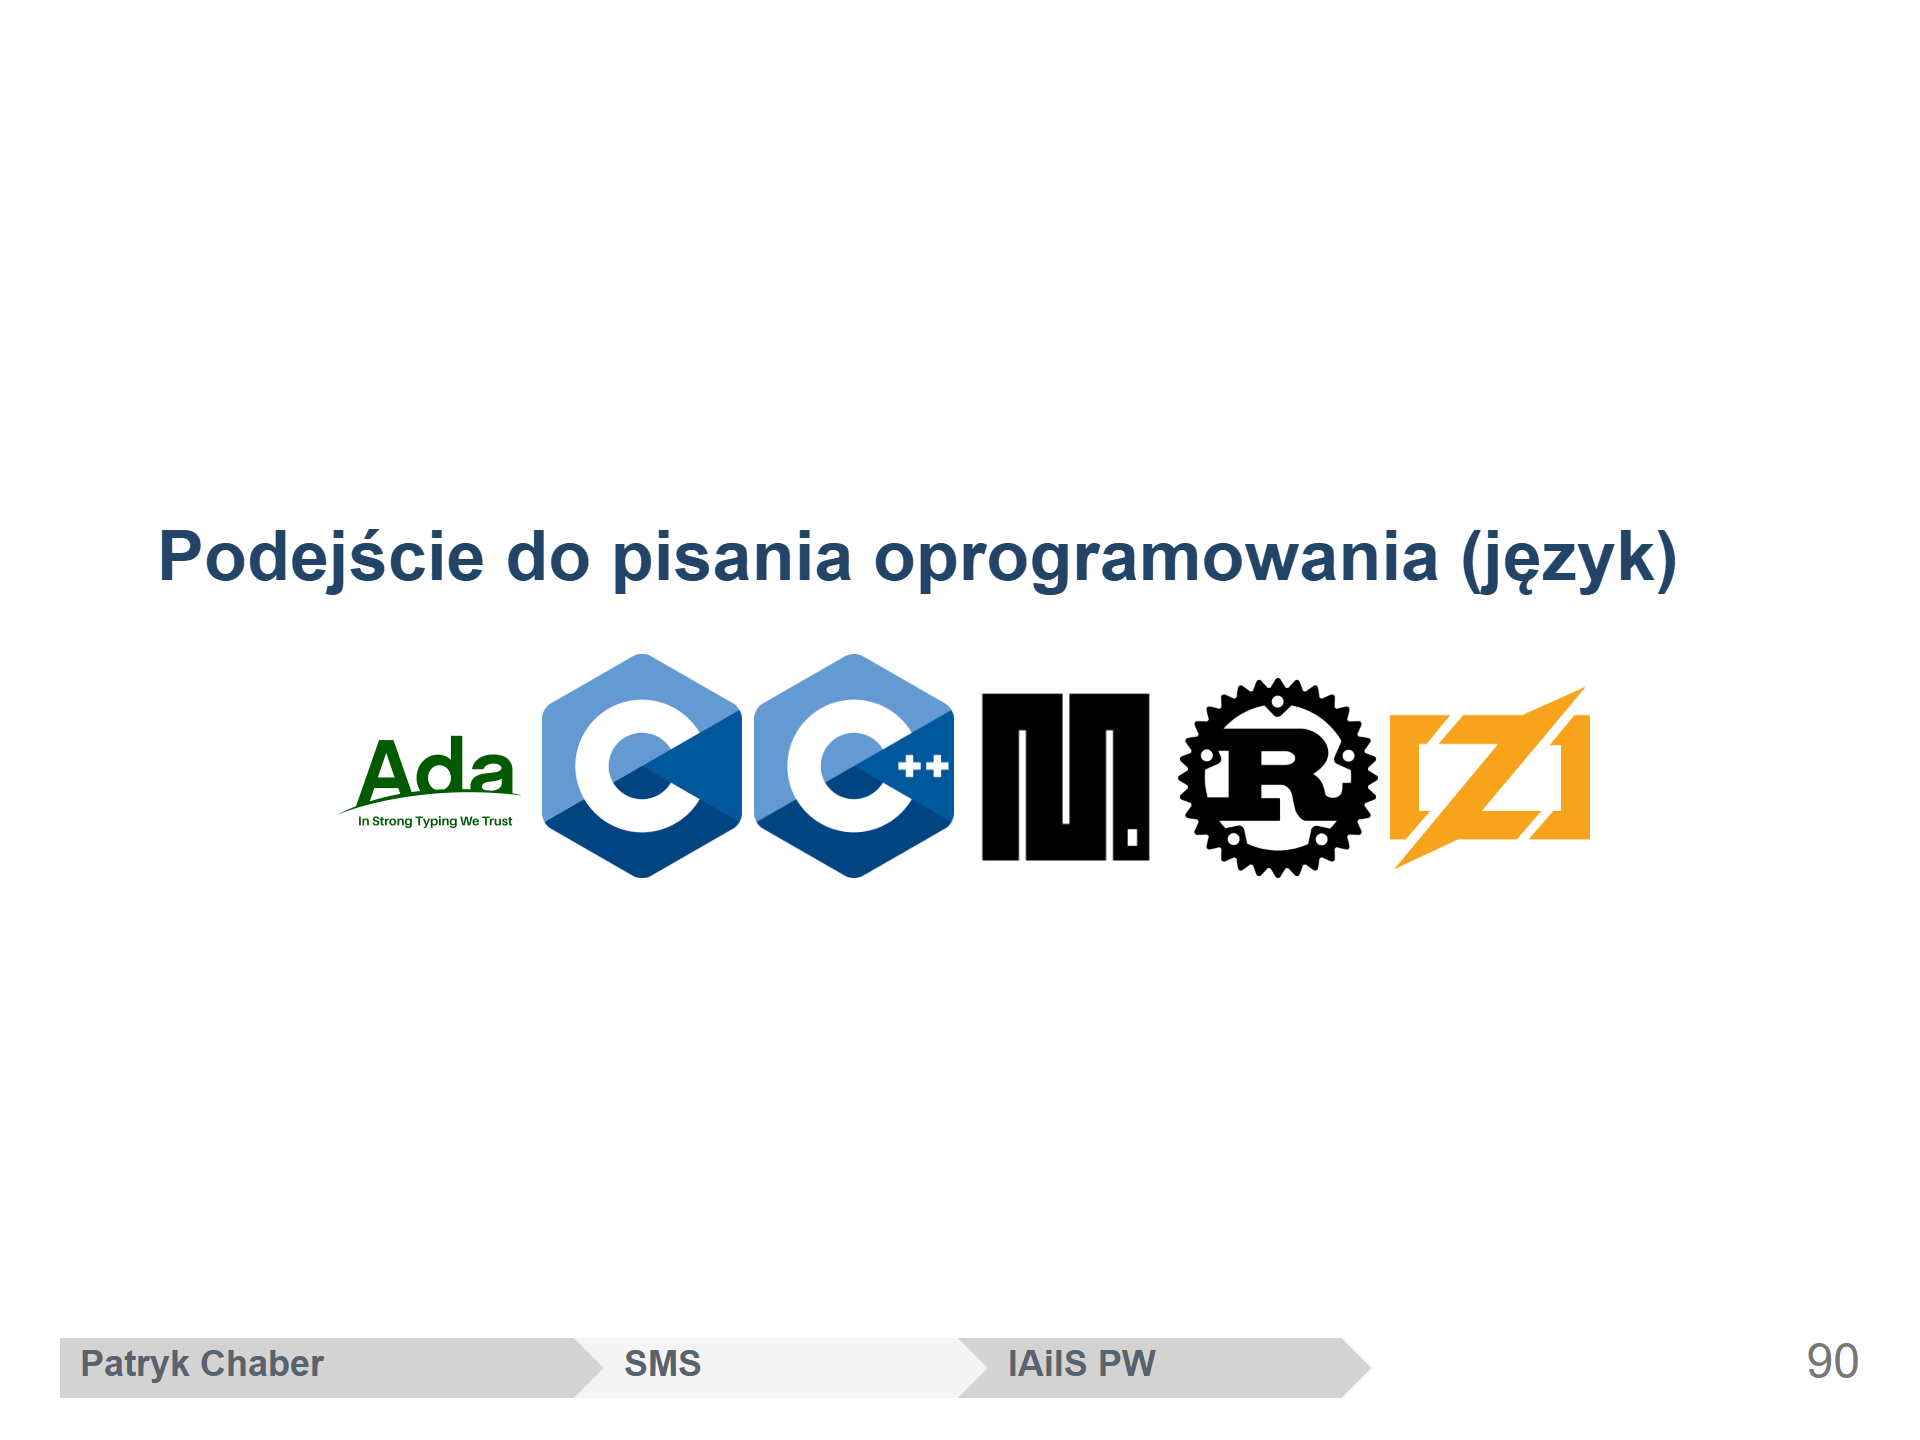 Podejście do pisania oprogramowania (język)
Ada
In Strong Typing We Trust
C
C++
R
Patryk Chaber
SMS
IAiIS PW
90